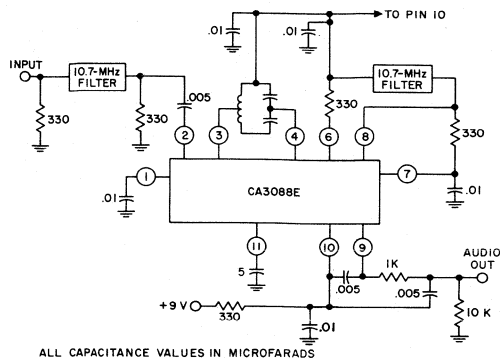 TO PIN 10
.01
.01
INPUT
10.7-MHz
FILTER
10.7-MHz
FILTER
.005
330
330
330
330
2
3
4
6
8
1
7
.01
CA3088E
.01
11
10
9
AUDIO
OUT
5
1K
.005
.005
+9V
330
.01
10 K
ALL CAPACITANCE VALUES IN MICROFARADS